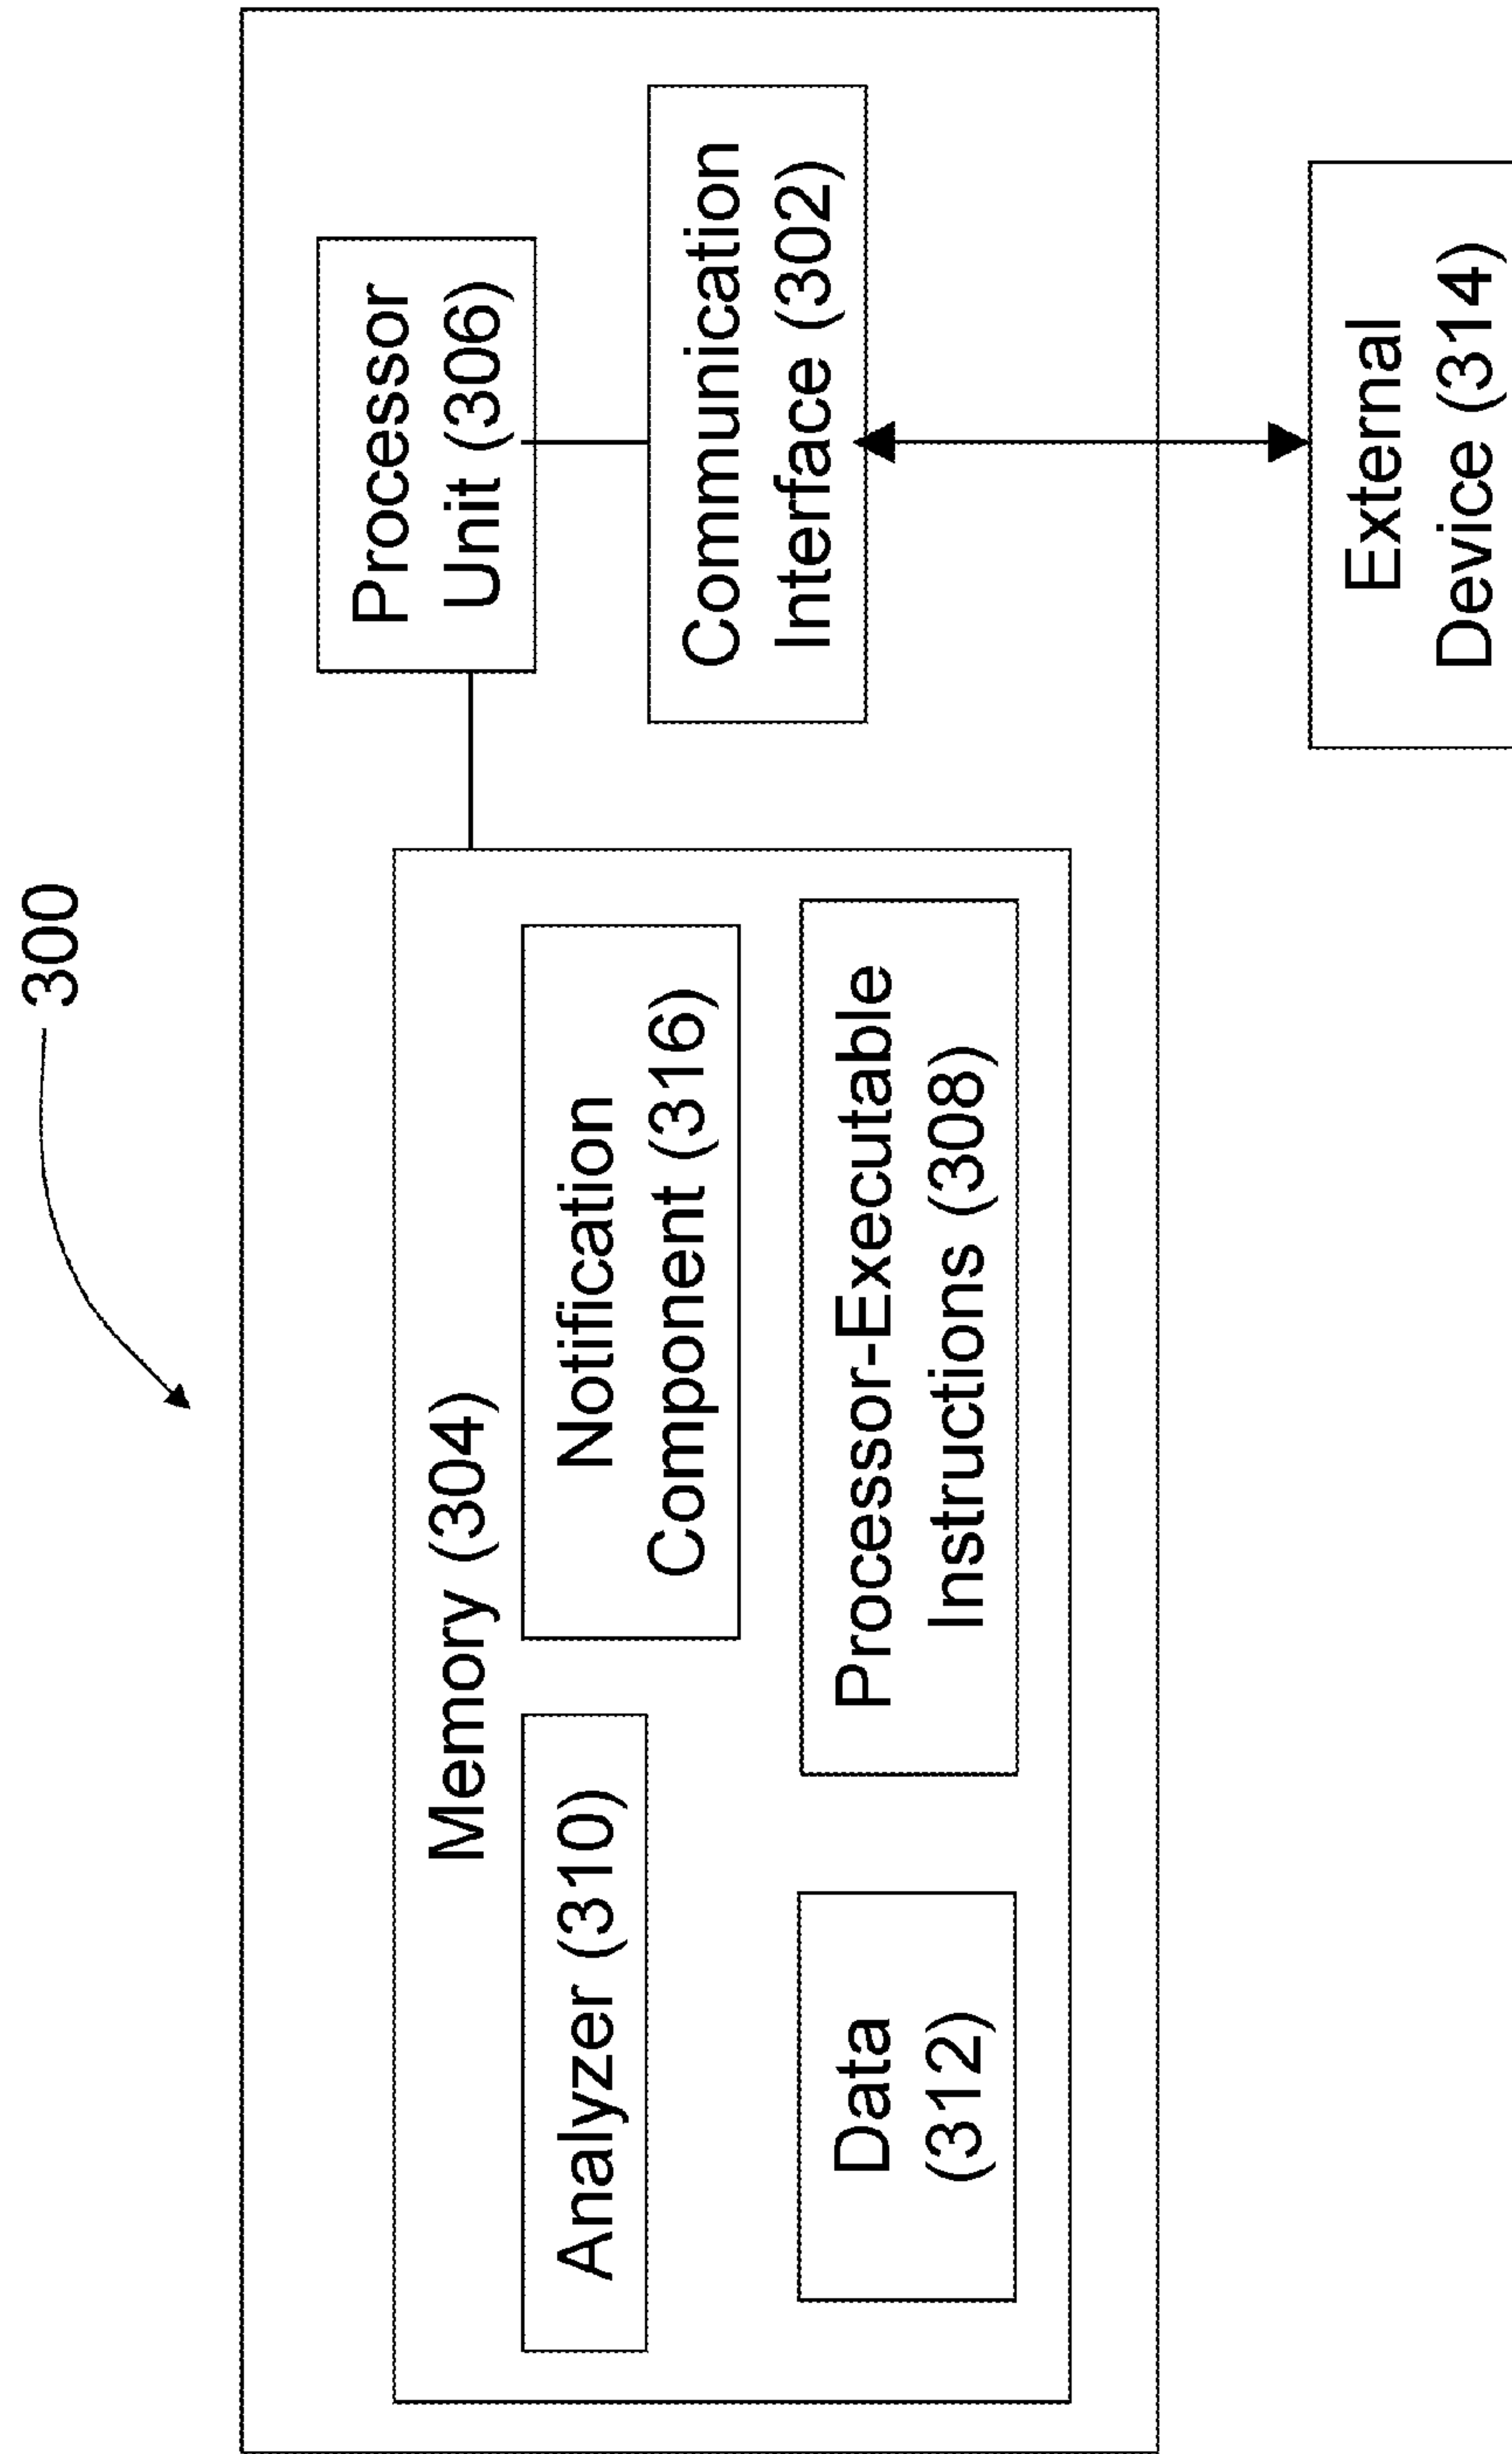 300
Memory (304)
Analyzer (310)
Notification
Component (316)
Data
(312)
Processor-Executable
Instructions (308)
Processor
Unit (306)
Communication
Interface (302)
External
Device (314)